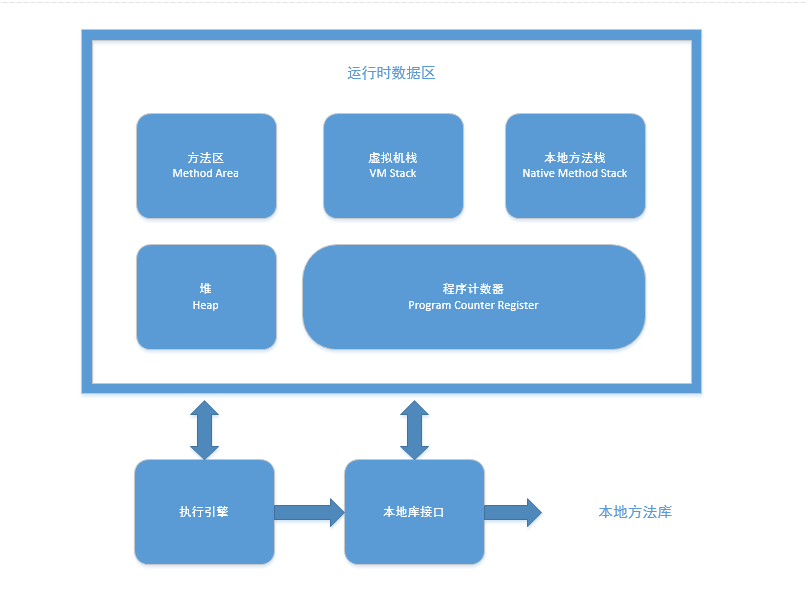 运行时数据区
方法区
Method Area
虚拟机栈
VM Stack
本地方法栈
Native Method Stack
堆
Heap
程序计数器
Program Counter Register
执行引擎
本地库接口
本地方法库